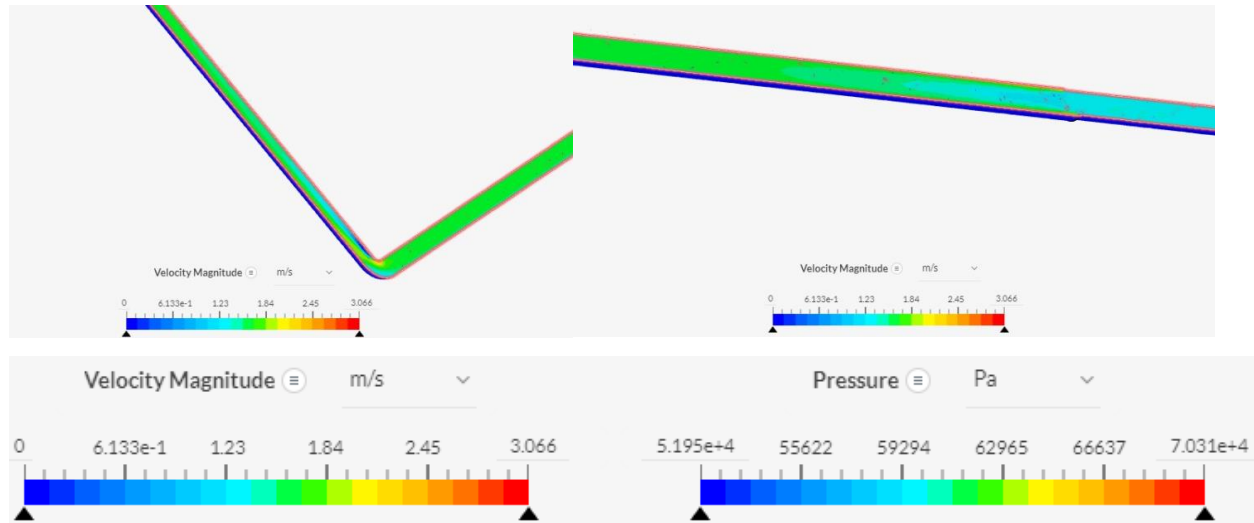 Velocity Magnitude m/s
0 6.133e-1 1.23 1.84 2.45 3.066
Velocity Magnitude m/s
0 6.133e-1 1.23 1.84 2.45 3.066
Velocity Magnitude m/s
0 6.133e-1 1.23 1.84 2.45 3.066
Pressure Pa
5.195e+4 55622 59294 62965 66637 7.031e+4